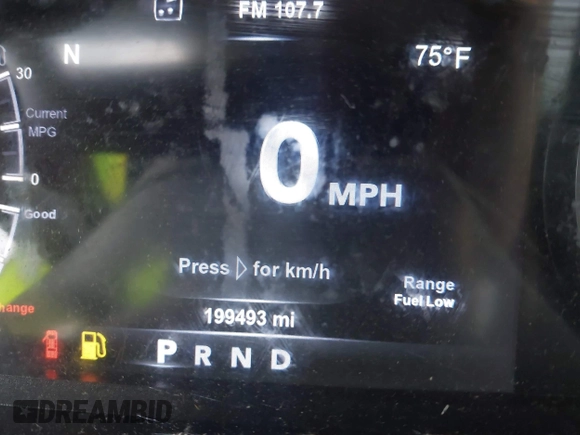 FM 107.7
N
75°F
30
Current
MPG
0
0 MPH
Good
Press ▷ for km/h
Range
Fuel Low
199493 mi
P R N D
DREAMBID